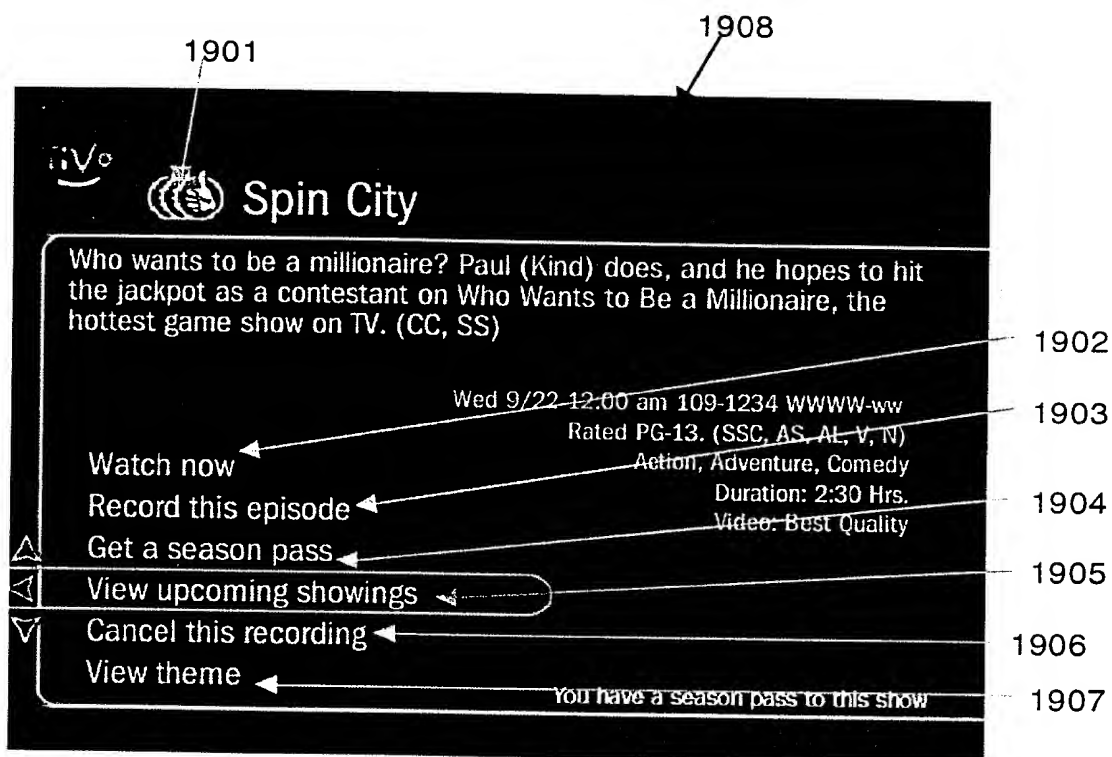 1901
1908
TiVo
Spin City
Who wants to be a millionaire? Paul (Kind) does, and he hopes to hit
the jackpot as a contestant on Who Wants to Be a Millionaire, the
hottest game show on TV. (CC, SS)
1902
Wed 9/22 12:00 am 109-1234 WWWW-ww
1903
Rated PG-13. (SSC, AS, AL, V, N)
Watch now
Action, Adventure, Comedy
Duration: 2:30 Hrs.
Record this episode
1904
Video: Best Quality
Get a season pass
1905
View upcoming showings
Cancel this recording
1906
View theme
You have a season pass to this show
1907